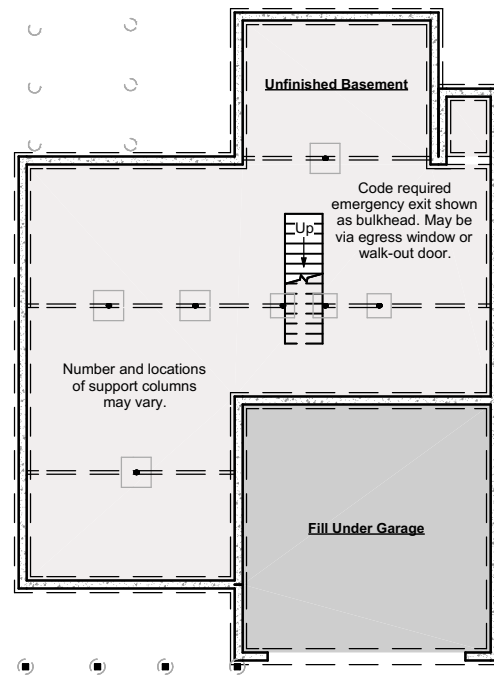 Unfinished Basement
Code required
emergency exit shown
as bulkhead. May be
via egress window or
walk-out door.
Up
Number and locations
of support columns
may vary.
Fill Under Garage